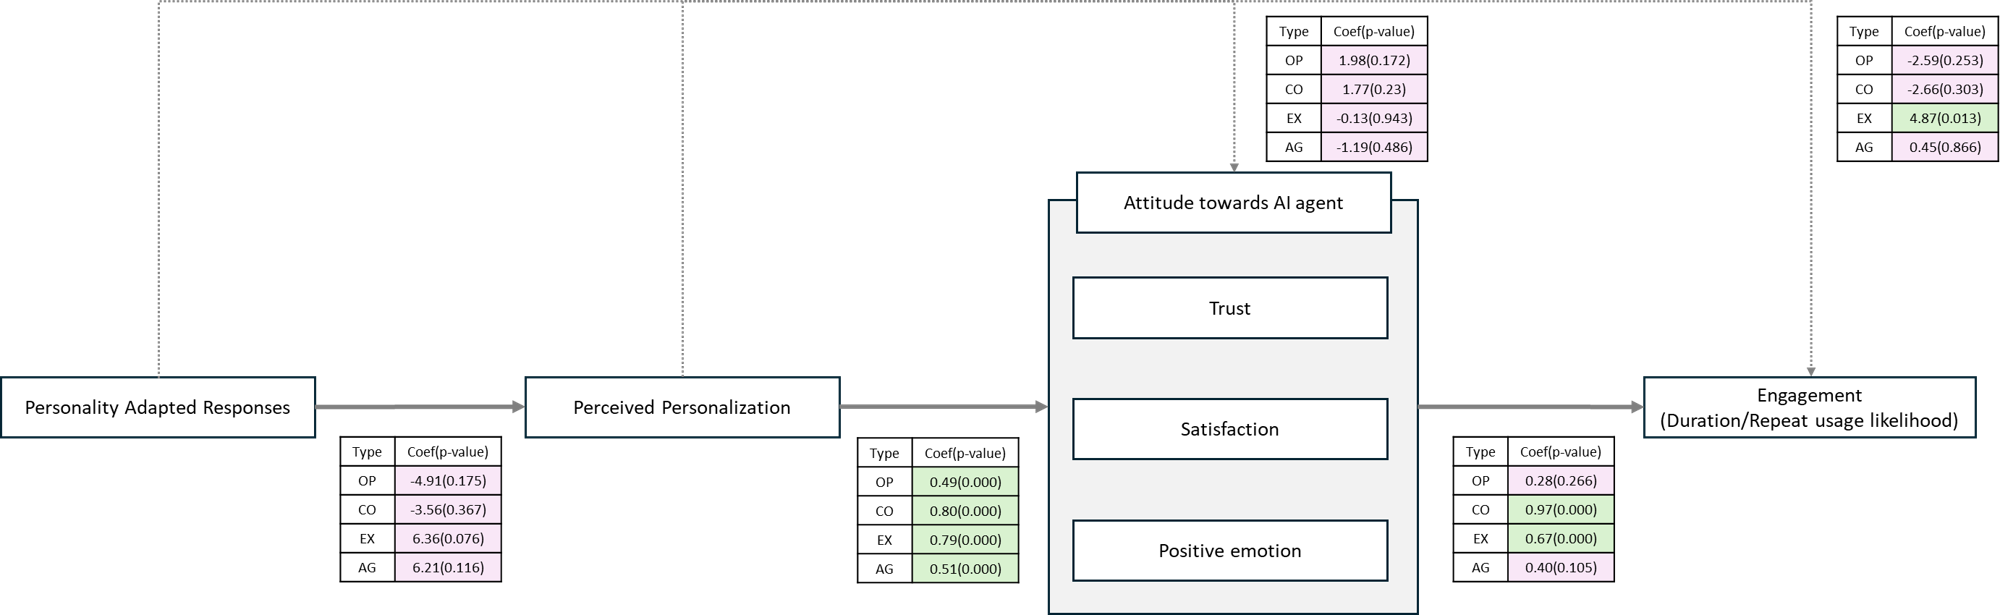 Type Coef(p-value)
OP 1.98(0.172)
CO 1.77(0.23)
EX -0.13(0.943)
AG -1.19(0.486)
Type Coef(p-value)
OP -2.59(0.253)
CO -2.66(0.303)
EX 4.87(0.013)
AG 0.45(0.866)
Attitude towards AI agent
Trust
Satisfaction
Positive emotion
Personality Adapted Responses
Perceived Personalization
Engagement
(Duration/Repeat usage likelihood)
Type Coef(p-value)
OP -4.91(0.175)
CO -3.56(0.367)
EX 6.36(0.076)
AG 6.21(0.116)
Type Coef(p-value)
OP 0.49(0.000)
CO 0.80(0.000)
EX 0.79(0.000)
AG 0.51(0.000)
Type Coef(p-value)
OP 0.28(0.266)
CO 0.97(0.000)
EX 0.67(0.000)
AG 0.40(0.105)